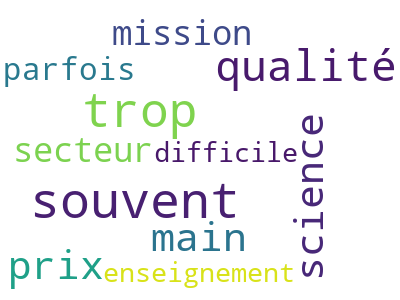 mission
parfois
qualité
trop
secteur
difficile
science
souvent
main
prix
enseignement